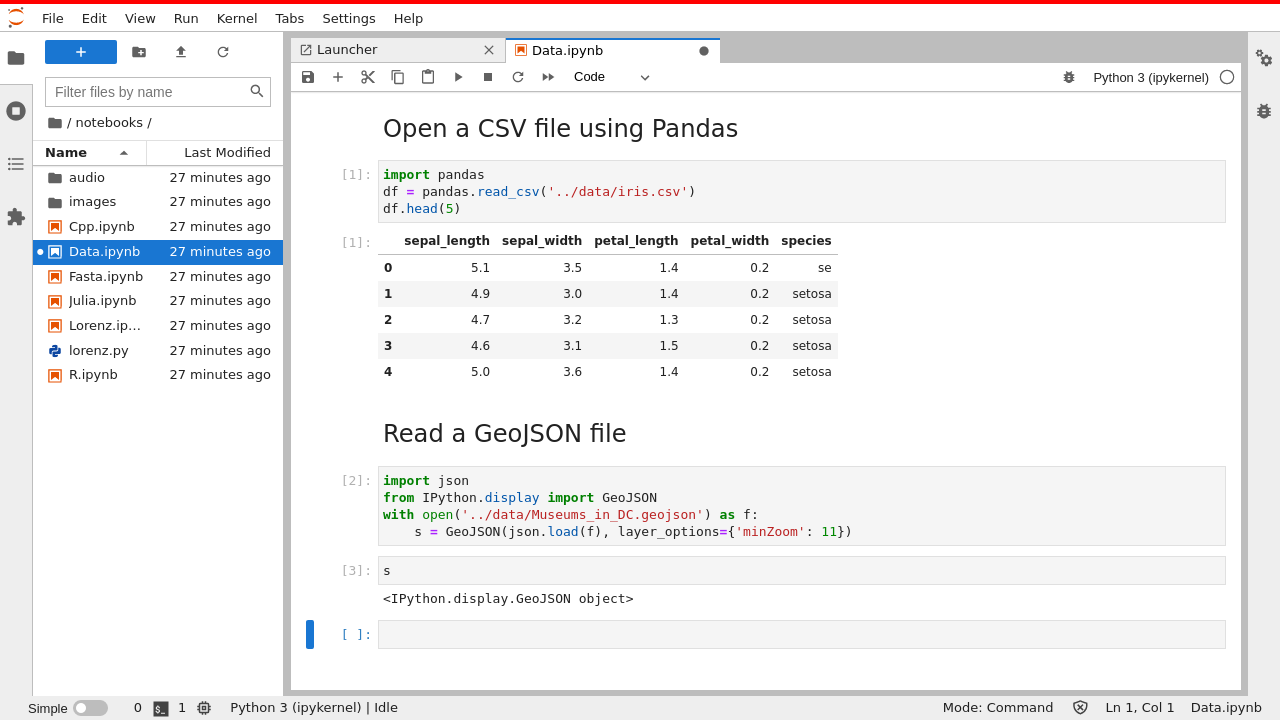 File Edit View Run Kernel Tabs Settings Help
Filter files by name
/ notebooks /
Name Last Modified
audio 27 minutes ago
images 27 minutes ago
Cpp.ipynb 27 minutes ago
Data.ipynb 27 minutes ago
Fasta.ipynb 27 minutes ago
Julia.ipynb 27 minutes ago
Lorenz.ip... 27 minutes ago
lorenz.py 27 minutes ago
R.ipynb 27 minutes ago
Launcher Data.ipynb
Code Python 3 (ipykernel)
Open a CSV file using Pandas
[1]: import pandas
df = pandas.read_csv('../data/iris.csv')
df.head(5)
[1]: sepal_length sepal_width petal_length petal_width species
0 5.1 3.5 1.4 0.2 se
1 4.9 3.0 1.4 0.2 setosa
2 4.7 3.2 1.3 0.2 setosa
3 4.6 3.1 1.5 0.2 setosa
4 5.0 3.6 1.4 0.2 setosa
Read a GeoJSON file
[2]: import json
from IPython.display import GeoJSON
with open('../data/Museums_in_DC.geojson') as f:
    s = GeoJSON(json.load(f), layer_options={'minZoom': 11})
[3]: s
<IPython.display.GeoJSON object>
[ ]:
Simple 0 $_ 1 Python 3 (ipykernel) | Idle Mode: Command Ln 1, Col 1 Data.ipynb